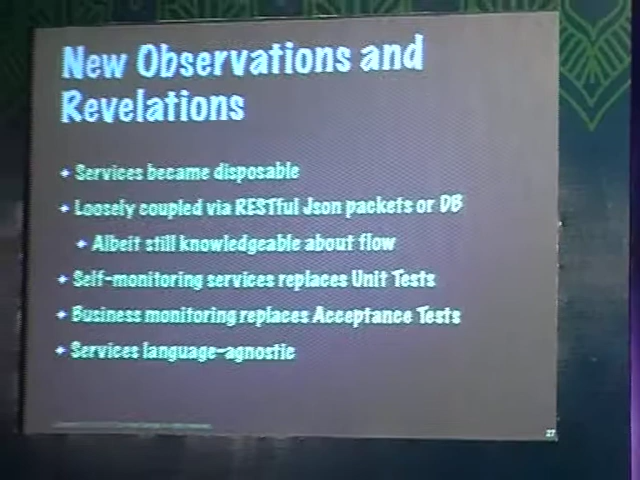 New Observations and
Revelations
Services became disposable
Loosely coupled via RESTful Json packets or DB
Albeit still knowledgeable about flow
Self-monitoring services replaces Unit Tests
Business monitoring replaces Acceptance Tests
Services language-agnostic
27